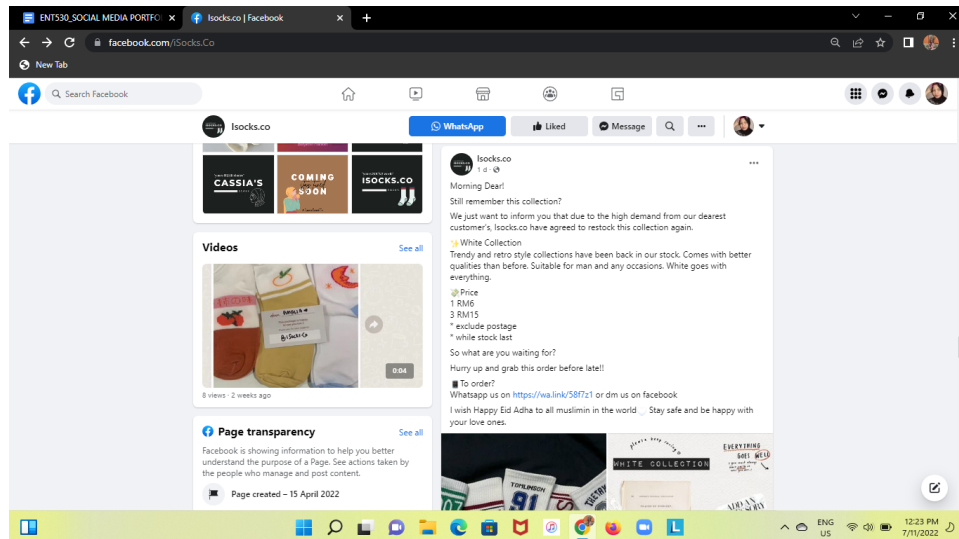 ENT530_SOCIAL MEDIA PORTFO
Isocks.co | Facebook
facebook.com/iSocks.Co
New Tab
Search Facebook
Isocks.co
WhatsApp
Liked
Message
CASSIA'S
COMING
SOON
ISOCKS.CO
Videos
See all
AMALIA
@iSocks.Co
0:04
8 views · 2 weeks ago
Page transparency
See all
Facebook is showing information to help you better
understand the purpose of a Page. See actions taken by
the people who manage and post content.
Page created – 15 April 2022
Isocks.co
1 d ·
Morning Dear!
Still remember this collection?
We just want to inform you that due to the high demand from our dearest
customer's, Isocks.co have agreed to restock this collection again.
✨White Collection
Trendy and retro style collections have been back in our stock. Comes with better
qualities than before. Suitable for man and any occasions. White goes with
everything.
💸Price
1 RM6
3 RM15
* exclude postage
* while stock last
So what are you waiting for?
Hurry up and grab this order before late!!
📱To order?
Whatsapp us on https://wa.link/58f7z1 or dm us on facebook
I wish Happy Eid Adha to all muslimin in the world Stay safe and be happy with
your love ones.
TOMLINSON
91
WHITE COLLECTION
EVERYTHING
GOES WELL
ENG
US
12:23 PM
7/11/2022